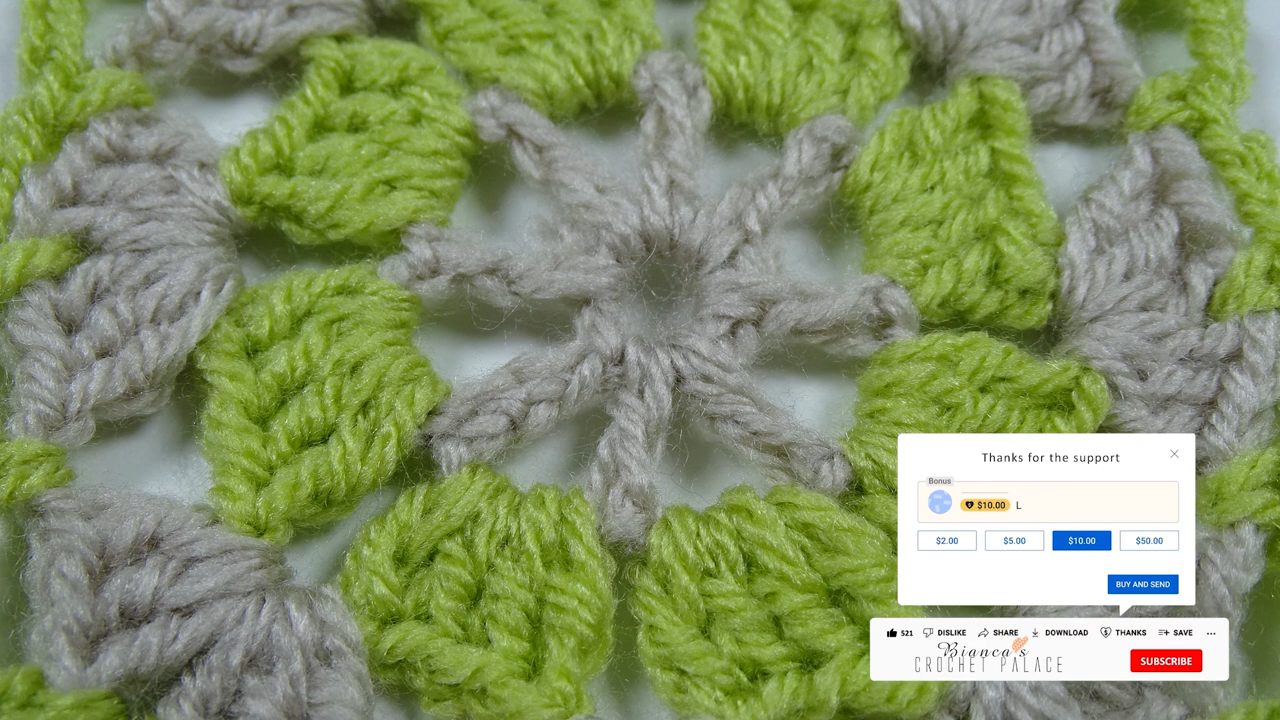 Thanks for the support
Bonus
$10.00 L
$2.00 $5.00 $10.00 $50.00
BUY AND SEND
521 DISLIKE SHARE DOWNLOAD THANKS SAVE
Bianca's
CROCHET PALACE
SUBSCRIBE